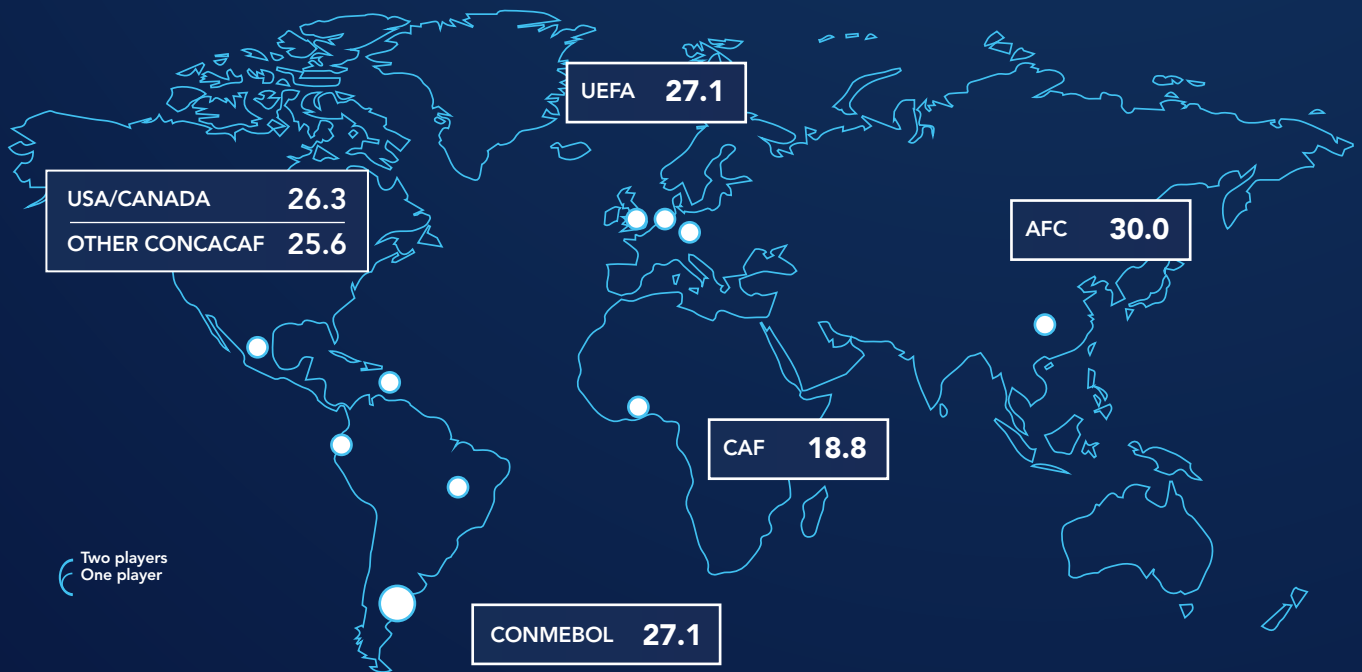 UEFA 27.1
USA/CANADA 26.3
OTHER CONCACAF 25.6
AFC 30.0
CAF 18.8
Two players
One player
CONMEBOL 27.1